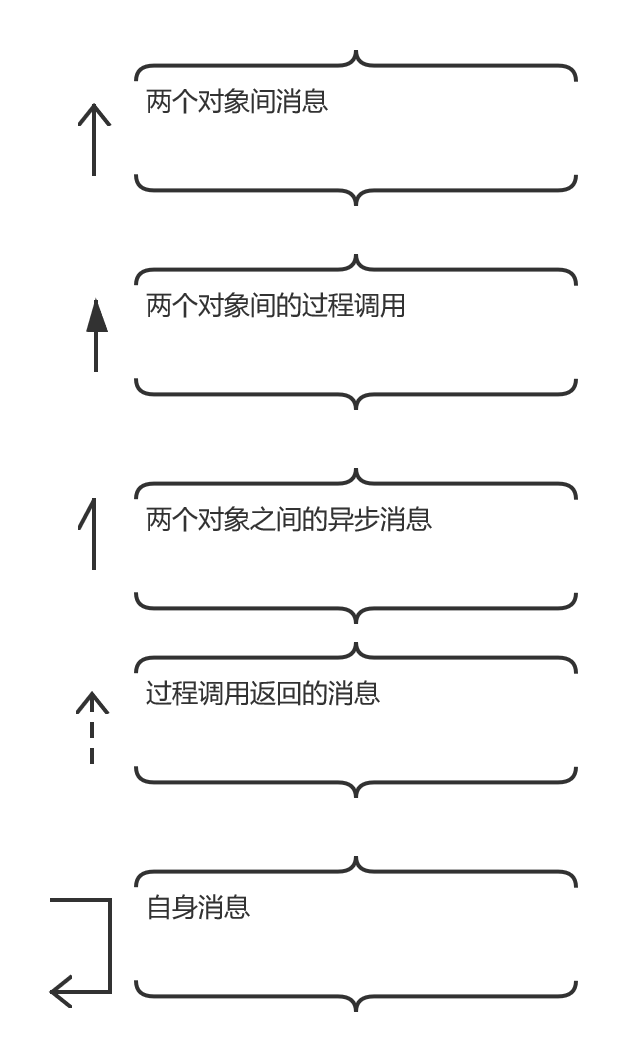 两个对象间消息
两个对象间的过程调用
两个对象之间的异步消息
过程调用返回的消息
自身消息